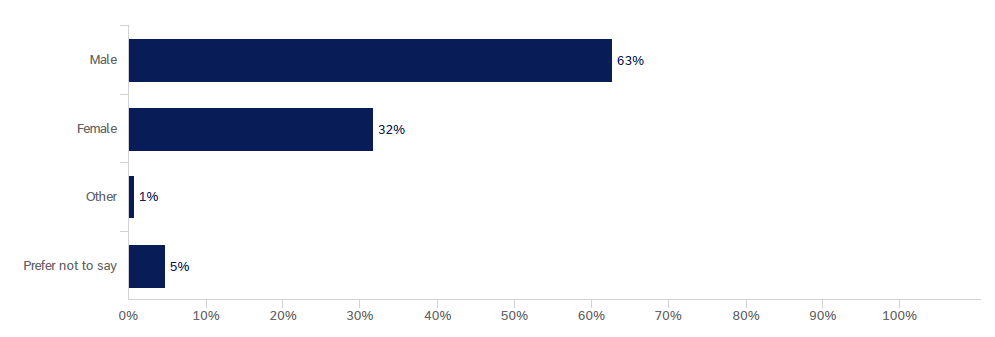 Male 63%
Female 32%
Other 1%
Prefer not to say 5%
0% 10% 20% 30% 40% 50% 60% 70% 80% 90% 100%